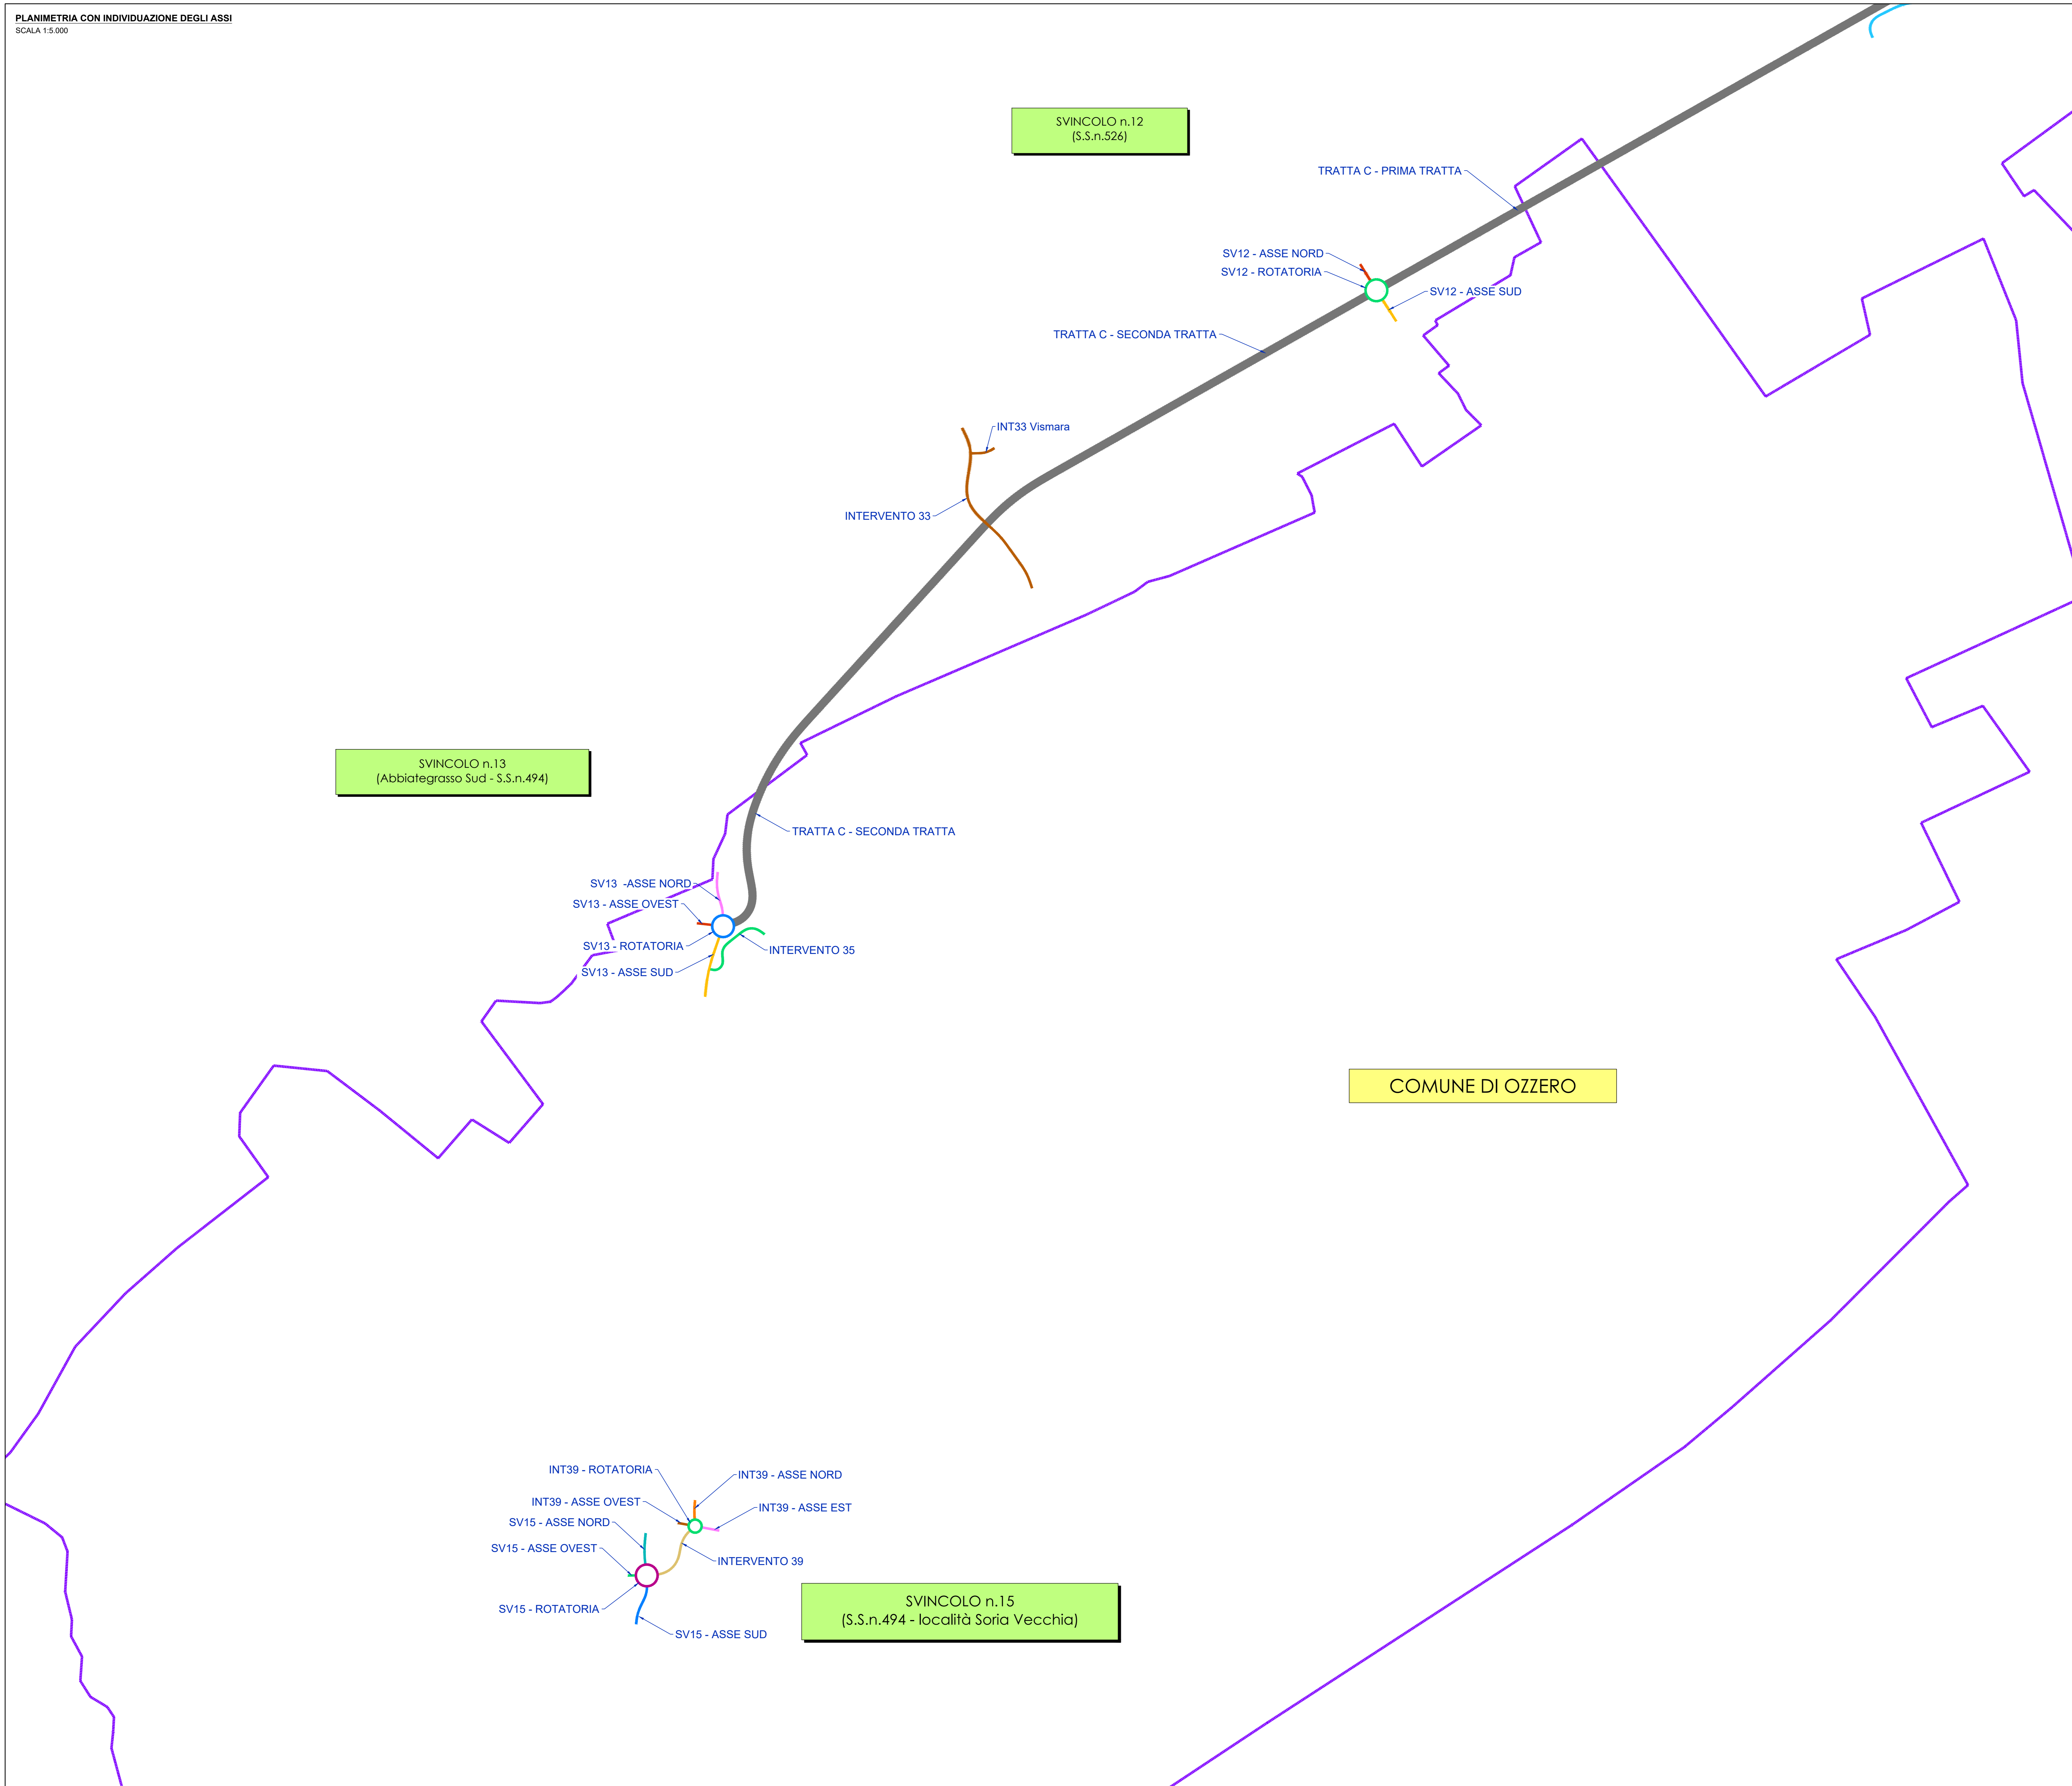 PLANIMETRIA CON INDIVIDUAZIONE DEGLI ASSI
SCALA 1:5.000
SVINCOLO n.12
(S.S.n.526)
TRATTA C - PRIMA TRATTA
SV12 - ASSE NORD
SV12 - ROTATORIA
SV12 - ASSE SUD
TRATTA C - SECONDA TRATTA
INT33 Vismara
INTERVENTO 33
SVINCOLO n.13
(Abbiategrasso Sud - S.S.n.494)
TRATTA C - SECONDA TRATTA
SV13 -ASSE NORD
SV13 - ASSE OVEST
SV13 - ROTATORIA
INTERVENTO 35
SV13 - ASSE SUD
COMUNE DI OZZERO
INT39 - ROTATORIA
INT39 - ASSE NORD
INT39 - ASSE OVEST
INT39 - ASSE EST
SV15 - ASSE NORD
SV15 - ASSE OVEST
INTERVENTO 39
SV15 - ROTATORIA
SV15 - ASSE SUD
SVINCOLO n.15
(S.S.n.494 - località Soria Vecchia)